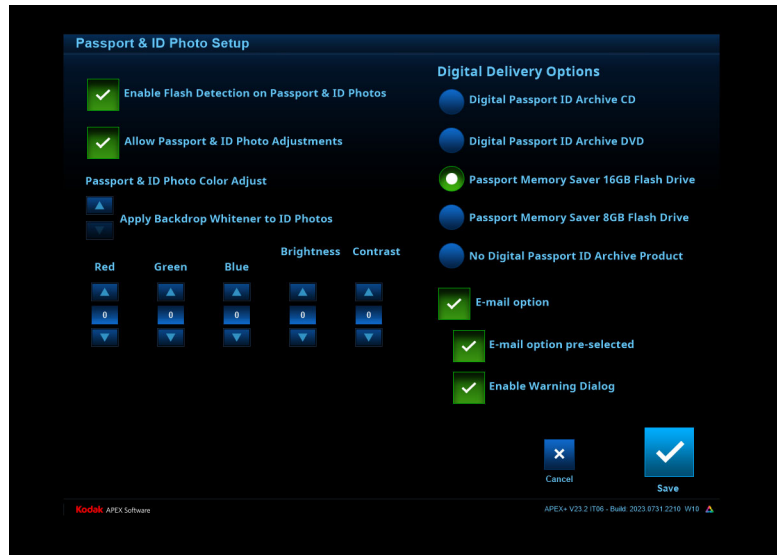 Passport & ID Photo Setup
Enable Flash Detection on Passport & ID Photos
Allow Passport & ID Photo Adjustments
Passport & ID Photo Color Adjust
Apply Backdrop Whitener to ID Photos
Red Green Blue Brightness Contrast
0 0 0 0 0
Digital Delivery Options
Digital Passport ID Archive CD
Digital Passport ID Archive DVD
Passport Memory Saver 16GB Flash Drive
Passport Memory Saver 8GB Flash Drive
No Digital Passport ID Archive Product
E-mail option
E-mail option pre-selected
Enable Warning Dialog
Cancel
Save
Kodak APEX Software
APEX+ V23.2 IT06 - Build: 2023.0731.2210 W10